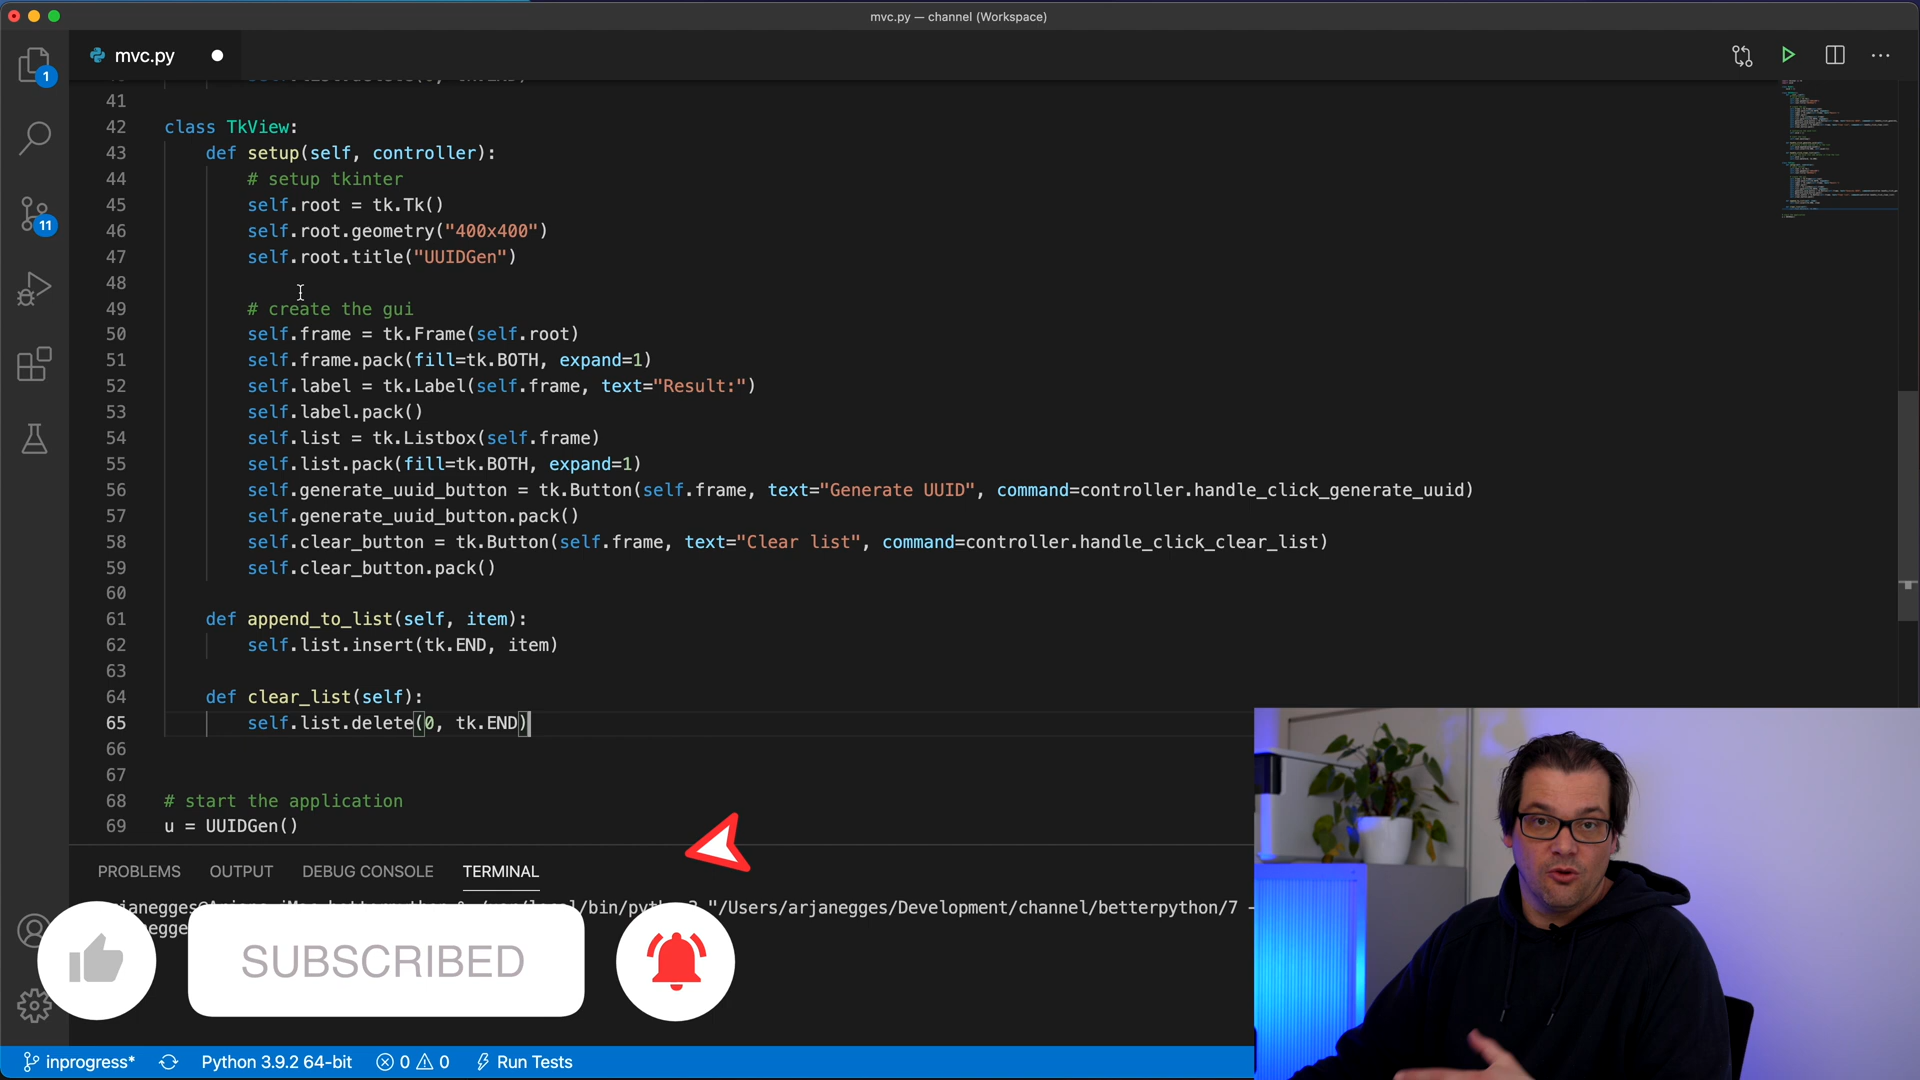 mvc.py — channel (Workspace)
mvc.py
1
11
41
42 class TkView:
43 def setup(self, controller):
44 # setup tkinter
45 self.root = tk.Tk()
46 self.root.geometry("400x400")
47 self.root.title("UUIDGen")
48
49 # create the gui
50 self.frame = tk.Frame(self.root)
51 self.frame.pack(fill=tk.BOTH, expand=1)
52 self.label = tk.Label(self.frame, text="Result:")
53 self.label.pack()
54 self.list = tk.Listbox(self.frame)
55 self.list.pack(fill=tk.BOTH, expand=1)
56 self.generate_uuid_button = tk.Button(self.frame, text="Generate UUID", command=controller.handle_click_generate_uuid)
57 self.generate_uuid_button.pack()
58 self.clear_button = tk.Button(self.frame, text="Clear list", command=controller.handle_click_clear_list)
59 self.clear_button.pack()
60
61 def append_to_list(self, item):
62 self.list.insert(tk.END, item)
63
64 def clear_list(self):
65 self.list.delete(0, tk.END)
66
67
68 # start the application
69 u = UUIDGen()
PROBLEMS OUTPUT DEBUG CONSOLE TERMINAL
"/Users/arjanegges/Development/channel/betterpython/7 -
SUBSCRIBED
inprogress* Python 3.9.2 64-bit 0 0 Run Tests